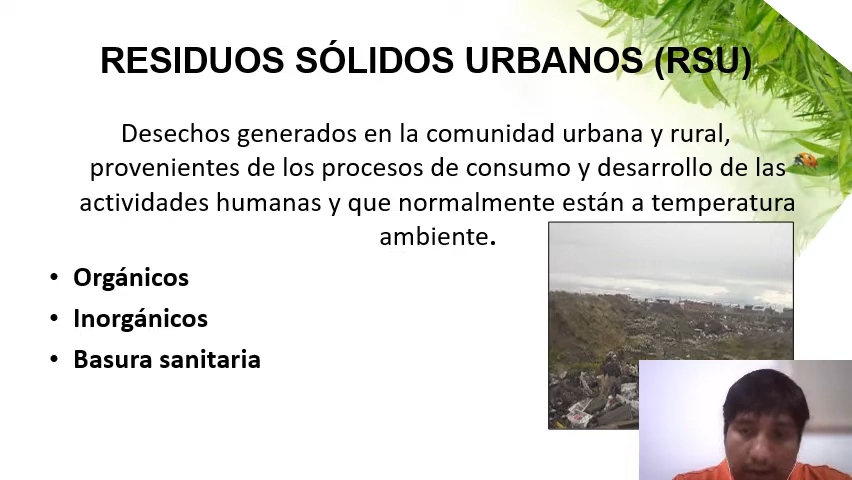 RESIDUOS SÓLIDOS URBANOS (RSU)
Desechos generados en la comunidad urbana y rural,
provenientes de los procesos de consumo y desarrollo de las
actividades humanas y que normalmente están a temperatura
ambiente.
• Orgánicos
• Inorgánicos
• Basura sanitaria